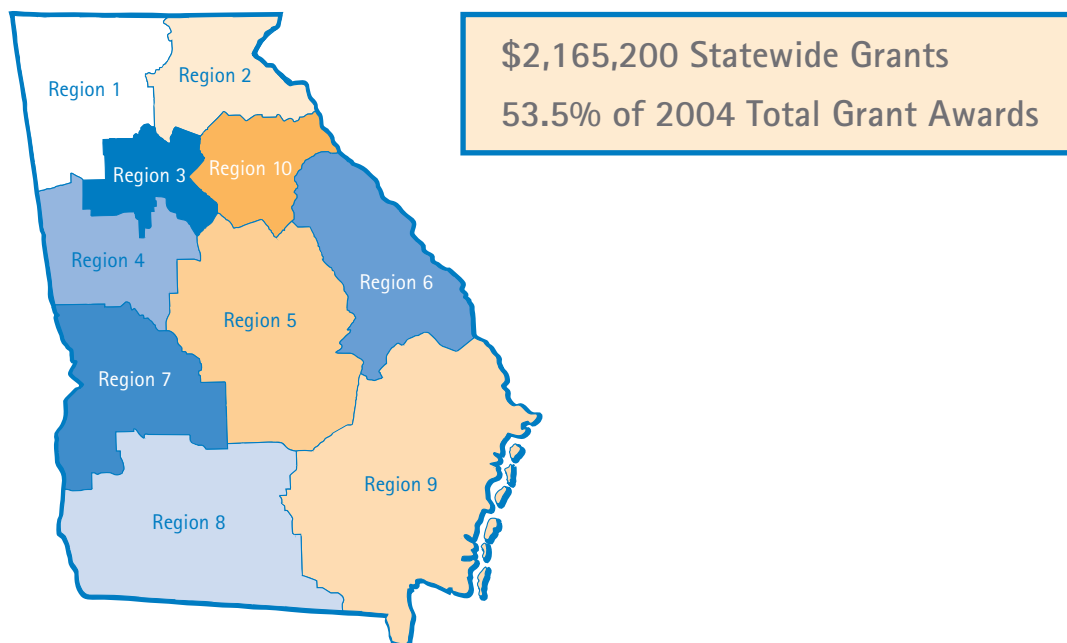 $2,165,200 Statewide Grants
53.5% of 2004 Total Grant Awards
Region 1
Region 2
Region 3
Region 10
Region 4
Region 6
Region 5
Region 7
Region 9
Region 8